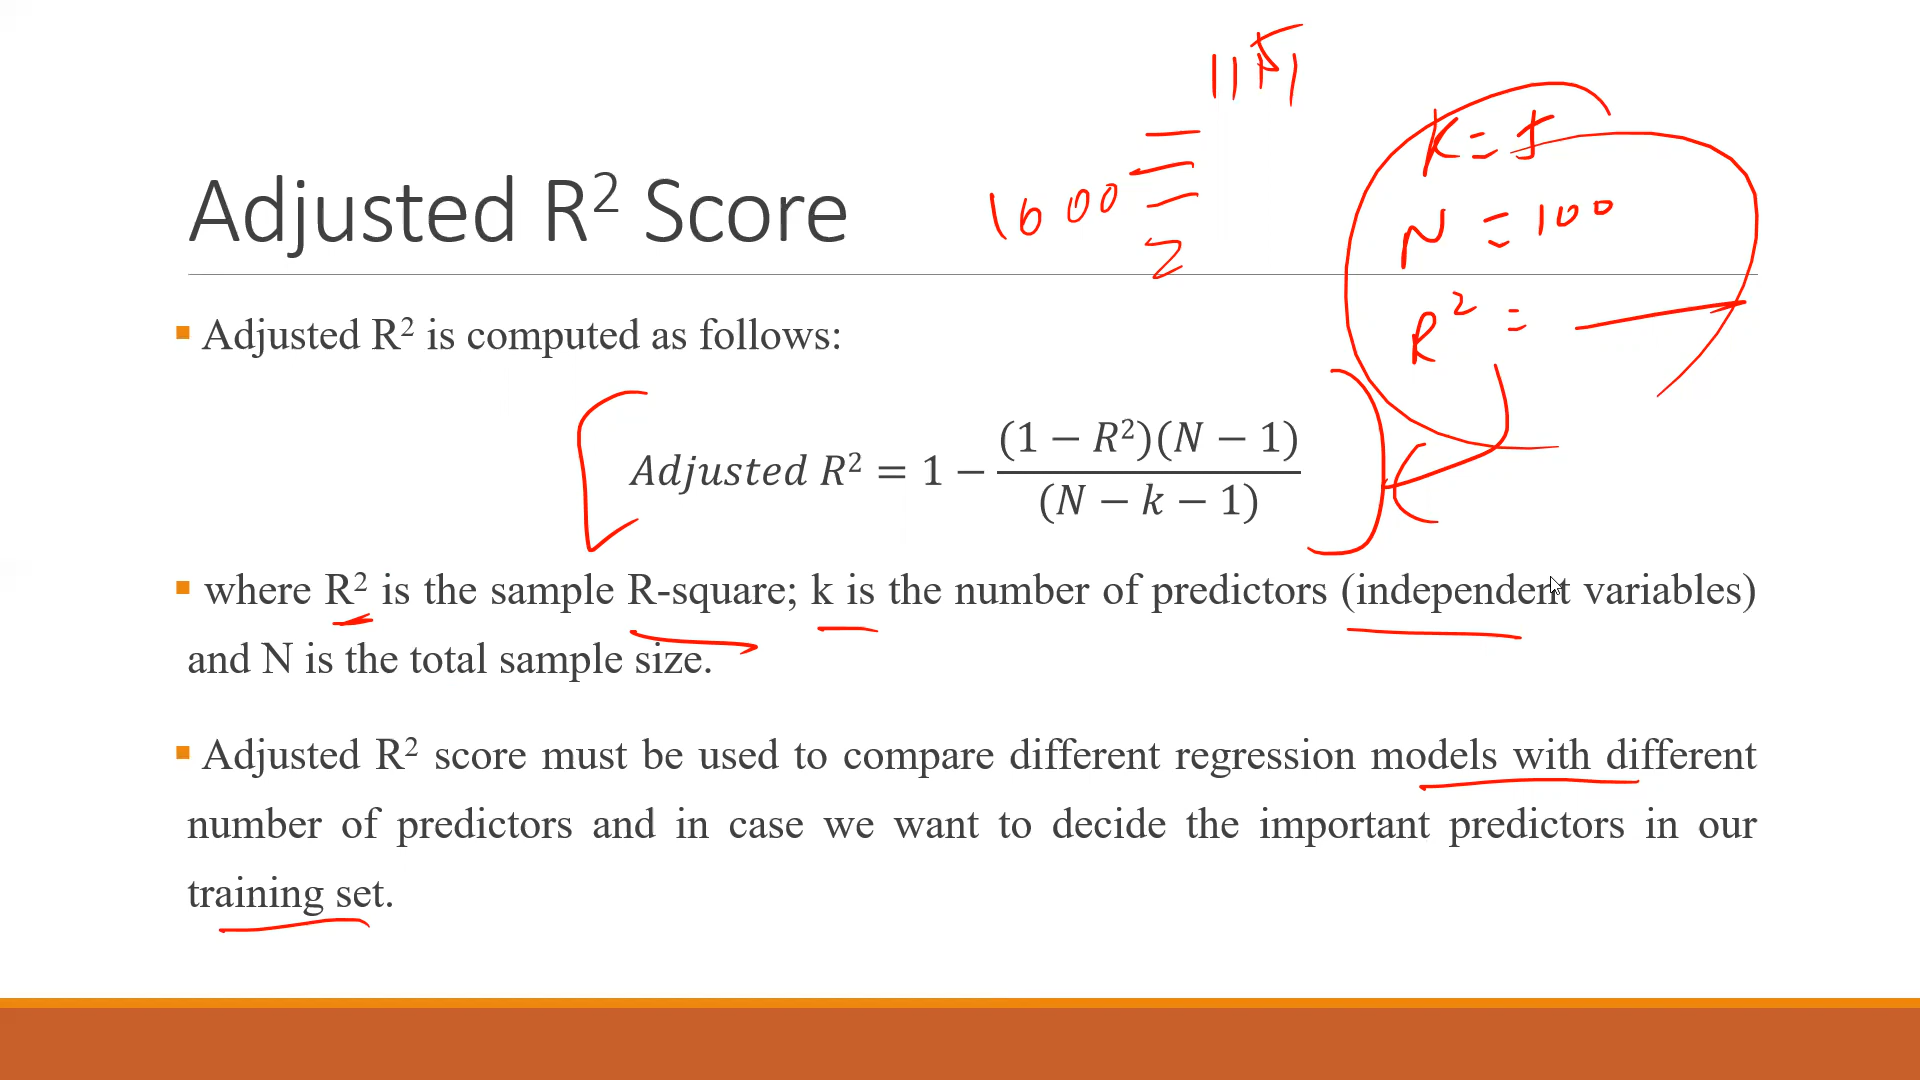 K = 5
N = 100
Adjusted R² Score
1000
R² =
▪ Adjusted R² is computed as follows:
Adjusted R² = 1 − (1 − R²)(N − 1) / (N − k − 1)
▪ where R² is the sample R-square; k is the number of predictors (independent variables)
and N is the total sample size.
▪ Adjusted R² score must be used to compare different regression models with different
number of predictors and in case we want to decide the important predictors in our
training set.